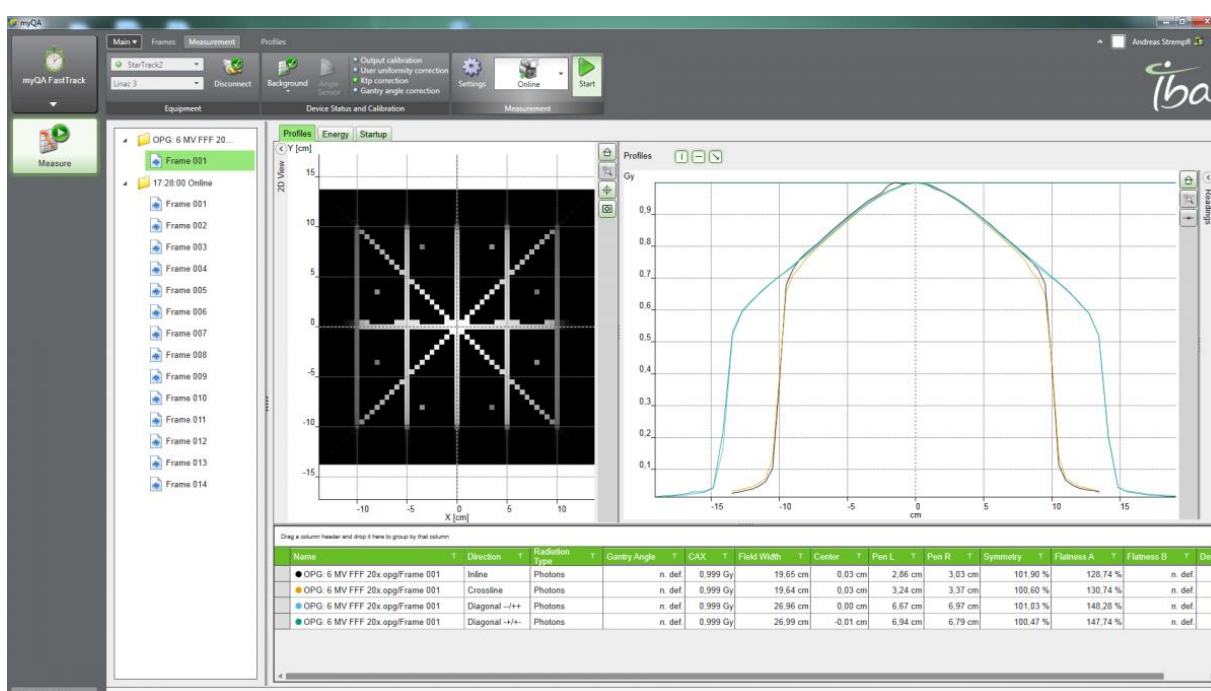 myQA
Main Frames Measurement Profiles
Andreas Strempfl
myQA FastTrack
StarTrack2
Linac 3
Disconnect
Equipment
Background
Angle Sensor
Output calibration
User uniformity correction
Ktp correction
Gantry angle correction
Device Status and Calibration
Settings
Online
Start
Measurement
iba
Measure
OPG: 6 MV FFF 20...
Frame 001
17:28:00 Online
Frame 001
Frame 002
Frame 003
Frame 004
Frame 005
Frame 006
Frame 007
Frame 008
Frame 009
Frame 010
Frame 011
Frame 012
Frame 013
Frame 014
Profiles Energy Startup
2D View
Y [cm]
15
10
5
0
-5
-10
-15
-10 -5 0 5 10
X [cm]
Profiles
Gy
0,9
0,8
0,7
0,6
0,5
0,4
0,3
0,2
0,1
-15 -10 -5 0 5 10 15
cm
Readings
Drag a column header and drop it here to group by that column
Name Direction Radiation Type Gantry Angle CAX Field Width Center Pen L Pen R Symmetry Flatness A Flatness B De
OPG: 6 MV FFF 20x.opg/Frame 001 Inline Photons n. def. 0,999 Gy 19,65 cm 0,03 cm 2,86 cm 3,03 cm 101,90 % 128,74 % n. def.
OPG: 6 MV FFF 20x.opg/Frame 001 Crossline Photons n. def. 0,999 Gy 19,64 cm 0,03 cm 3,24 cm 3,37 cm 100,60 % 130,74 % n. def.
OPG: 6 MV FFF 20x.opg/Frame 001 Diagonal --/++ Photons n. def. 0,999 Gy 26,96 cm 0,00 cm 6,67 cm 6,97 cm 101,03 % 148,28 % n. def.
OPG: 6 MV FFF 20x.opg/Frame 001 Diagonal -+/+- Photons n. def. 0,999 Gy 26,99 cm -0,01 cm 6,94 cm 6,79 cm 100,47 % 147,74 % n. def.